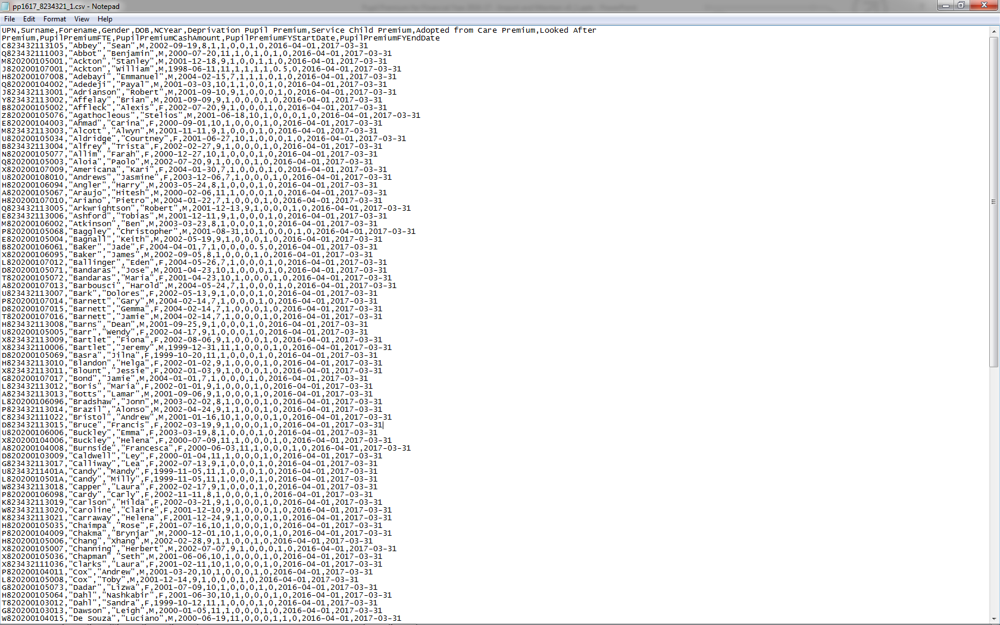 pp1617_8234321_1.csv - Notepad
File Edit Format View Help
UPN,Surname,Forename,Gender,DOB,NCYear,Deprivation Pupil Premium,Service Child Premium,Adopted from Care Premium,Looked After
Premium,PupilPremiumFTE,PupilPremiumCashAmount,PupilPremiumFYStartDate,PupilPremiumFYEndDate
C823432113105,"Abbey","Sean",M,2002-09-19,8,1,1,0,0,1,0,2016-04-01,2017-03-31
Q823432111003,"Abbot","Benjamin",M,2000-07-20,11,1,0,1,0,1,0,2016-04-01,2017-03-31
M820200105001,"Ackton","Stanley",M,2001-12-18,9,1,0,0,1,1,0,2016-04-01,2017-03-31
J820200107001,"Ackton","William",M,1998-06-11,11,1,1,1,1,0.5,0,2016-04-01,2017-03-31
H820200107008,"Adebayi","Emmanuel",M,2004-02-15,7,1,1,1,0,1,0,2016-04-01,2017-03-31
Q820200104002,"Adedeji","Payal",M,2001-03-03,10,1,1,0,0,1,0,2016-04-01,2017-03-31
J823432113001,"Adrianson","Robert",M,2001-09-10,9,1,0,0,0,1,0,2016-04-01,2017-03-31
Y823432113002,"Affelay","Brian",M,2001-09-09,9,1,0,0,0,1,0,2016-04-01,2017-03-31
B820200105002,"Affleck","Alexis",F,2002-07-20,9,1,0,0,0,1,0,2016-04-01,2017-03-31
Z820200105076,"Agathocleous","Stelios",M,2001-06-18,10,1,0,0,0,1,0,2016-04-01,2017-03-31
E820200104003,"Ahmad","Carina",F,2000-09-01,10,1,0,0,0,1,0,2016-04-01,2017-03-31
M823432113003,"Alcott","Alwyn",M,2001-11-11,9,1,0,0,0,1,0,2016-04-01,2017-03-31
U820200105034,"Aldridge","Courtney",F,2001-06-27,10,1,0,0,0,1,0,2016-04-01,2017-03-31
B823432113004,"Alfrey","Trista",F,2002-02-27,9,1,0,0,0,1,0,2016-04-01,2017-03-31
N820200105077,"Allim","Farah",F,2000-12-27,10,1,0,0,0,1,0,2016-04-01,2017-03-31
Q820200105003,"Aloia","Paolo",M,2002-07-20,9,1,0,0,0,1,0,2016-04-01,2017-03-31
X820200107009,"Americana","Kari",F,2004-01-30,7,1,0,0,0,1,0,2016-04-01,2017-03-31
U820200108010,"Andrews","Jasmine",F,2003-12-06,7,1,0,0,0,1,0,2016-04-01,2017-03-31
H820200106094,"Angler","Harry",M,2003-05-24,8,1,0,0,0,1,0,2016-04-01,2017-03-31
A820200105067,"Araujo","Hitesh",M,2000-02-06,11,1,0,0,0,1,0,2016-04-01,2017-03-31
H820200107010,"Ariano","Pietro",M,2004-01-22,7,1,0,0,0,1,0,2016-04-01,2017-03-31
Q823432113005,"Arkwrightson","Robert",M,2001-12-13,9,1,0,0,0,1,0,2016-04-01,2017-03-31
E823432113006,"Ashford","Tobias",M,2001-12-11,9,1,0,0,0,1,0,2016-04-01,2017-03-31
M820200106002,"Atkinson","Ben",M,2003-03-23,8,1,0,0,0,1,0,2016-04-01,2017-03-31
P820200105068,"Baggley","Christopher",M,2001-08-31,10,1,0,0,0,1,0,2016-04-01,2017-03-31
E820200105004,"Bagnall","Keith",M,2002-05-19,9,1,0,0,0,1,0,2016-04-01,2017-03-31
B820200106061,"Baker","Jade",F,2004-04-01,7,1,0,0,0,0.5,0,2016-04-01,2017-03-31
X820200106095,"Baker","James",M,2002-09-05,8,1,0,0,0,1,0,2016-04-01,2017-03-31
L820200107012,"Ballinger","Eden",F,2004-05-26,7,1,0,0,0,1,0,2016-04-01,2017-03-31
D820200105071,"Bandaras","Jose",M,2001-04-23,10,1,0,0,0,1,0,2016-04-01,2017-03-31
T820200105072,"Bandaras","Maria",F,2001-04-23,10,1,0,0,0,1,0,2016-04-01,2017-03-31
A820200107013,"Barbousci","Harold",M,2004-05-24,7,1,0,0,0,1,0,2016-04-01,2017-03-31
U823432113007,"Bark","Dolores",F,2002-05-13,9,1,0,0,0,1,0,2016-04-01,2017-03-31
P820200107014,"Barnett","Gary",M,2004-02-14,7,1,0,0,0,1,0,2016-04-01,2017-03-31
D820200107015,"Barnett","Gemma",F,2004-02-14,7,1,0,0,0,1,0,2016-04-01,2017-03-31
T820200107016,"Barnett","Jamie",M,2004-02-14,7,1,0,0,0,1,0,2016-04-01,2017-03-31
H823432113008,"Barns","Dean",M,2001-09-25,9,1,0,0,0,1,0,2016-04-01,2017-03-31
U820200105005,"Barr","Wendy",F,2002-04-17,9,1,0,0,0,1,0,2016-04-01,2017-03-31
X823432113009,"Bartlet","Fiona",F,2002-08-06,9,1,0,0,0,1,0,2016-04-01,2017-03-31
X823432110006,"Bartlet","Jeremy",M,1999-12-31,11,1,0,0,0,1,0,2016-04-01,2017-03-31
D820200105069,"Basra","Jilna",F,1999-10-20,11,1,0,0,0,1,0,2016-04-01,2017-03-31
H823432113010,"Blandon","Helga",F,2002-01-02,9,1,0,0,0,1,0,2016-04-01,2017-03-31
X823432113011,"Blount","Jessie",F,2002-01-03,9,1,0,0,0,1,0,2016-04-01,2017-03-31
G820200107017,"Bond","Jamie",M,2004-01-01,7,1,0,0,0,1,0,2016-04-01,2017-03-31
L823432113012,"Boris","Maria",F,2002-01-01,9,1,0,0,0,1,0,2016-04-01,2017-03-31
A823432113013,"Botts","Lamar",M,2001-09-06,9,1,0,0,0,1,0,2016-04-01,2017-03-31
L820200106096,"Bradshaw","Jonn",M,2003-02-02,8,1,0,0,0,1,0,2016-04-01,2017-03-31
P823432113014,"Brazil","Alonso",M,2002-04-24,9,1,1,0,0,1,0,2016-04-01,2017-03-31
C823432111022,"Bristol","Andrew",M,2001-01-16,10,1,0,0,0,1,0,2016-04-01,2017-03-31
D823432113015,"Bruce","Francis",F,2002-03-19,9,1,0,0,0,1,0,2016-04-01,2017-03-31
U820200106006,"Buckley","Emma",F,2003-03-19,8,1,0,0,0,1,0,2016-04-01,2017-03-31
X820200104006,"Buckley","Helena",F,2000-07-09,11,1,0,0,0,1,0,2016-04-01,2017-03-31
A820200104008,"Burnside","Francesca",F,2000-06-03,11,1,0,0,0,1,0,2016-04-01,2017-03-31
D820200103009,"Caldwell","Ley",F,2000-01-04,11,1,0,0,0,1,0,2016-04-01,2017-03-31
G823432113017,"Calliway","Lea",F,2002-07-13,9,1,0,0,0,1,0,2016-04-01,2017-03-31
U82343211401A,"Candy","Mandy",F,1999-11-05,11,1,0,0,0,1,0,2016-04-01,2017-03-31
L82020010501A,"Candy","Milly",F,1999-11-05,11,1,0,0,0,1,0,2016-04-01,2017-03-31
W823432113018,"Capper","Laura",F,2002-02-17,9,1,0,0,0,1,0,2016-04-01,2017-03-31
P820200106098,"Cardy","Carly",F,2002-11-11,8,1,0,0,0,1,0,2016-04-01,2017-03-31
K823432113019,"Carlson","Hilda",F,2002-03-21,9,1,0,0,0,1,0,2016-04-01,2017-03-31
W823432113020,"Caroline","Claire",F,2001-12-10,9,1,0,0,0,1,0,2016-04-01,2017-03-31
K823432113021,"Carraway","Helena",F,2001-12-24,9,1,0,0,0,1,0,2016-04-01,2017-03-31
H820200105035,"Chaimpa","Rose",F,2001-07-16,10,1,0,0,0,1,0,2016-04-01,2017-03-31
P820200104009,"Chakma","Brynjar",M,2000-12-01,10,1,0,0,0,1,0,2016-04-01,2017-03-31
H820200105006,"Chang","Xhang",M,2002-02-28,9,1,1,0,0,1,0,2016-04-01,2017-03-31
X820200105007,"Channing","Herbert",M,2002-07-07,9,1,0,0,0,1,0,2016-04-01,2017-03-31
X820200105036,"Chapman","Seth",M,2001-06-06,10,1,0,0,0,1,0,2016-04-01,2017-03-31
X823432111036,"Clarks","Laura",F,2001-02-11,10,1,0,0,0,1,0,2016-04-01,2017-03-31
P820200104011,"Cox","Andrew",M,2001-03-20,10,1,0,0,0,1,0,2016-04-01,2017-03-31
L820200105008,"Cox","Toby",M,2001-12-14,9,1,0,0,0,1,0,2016-04-01,2017-03-31
G820200105073,"Dadar","Lizwa",F,2001-07-09,10,1,0,0,0,1,0,2016-04-01,2017-03-31
H820200105064,"Dahl","Nashkabir",F,2001-06-30,10,1,0,0,0,1,0,2016-04-01,2017-03-31
T820200103012,"Dahl","Sandra",F,1999-10-12,11,1,0,0,0,1,0,2016-04-01,2017-03-31
G820200103013,"Dawson","Leigh",M,2000-01-05,11,1,0,0,0,1,0,2016-04-01,2017-03-31
W820200104015,"De Souza","Luciano",M,2000-06-19,11,0,0,0,1,1,0,2016-04-01,2017-03-31